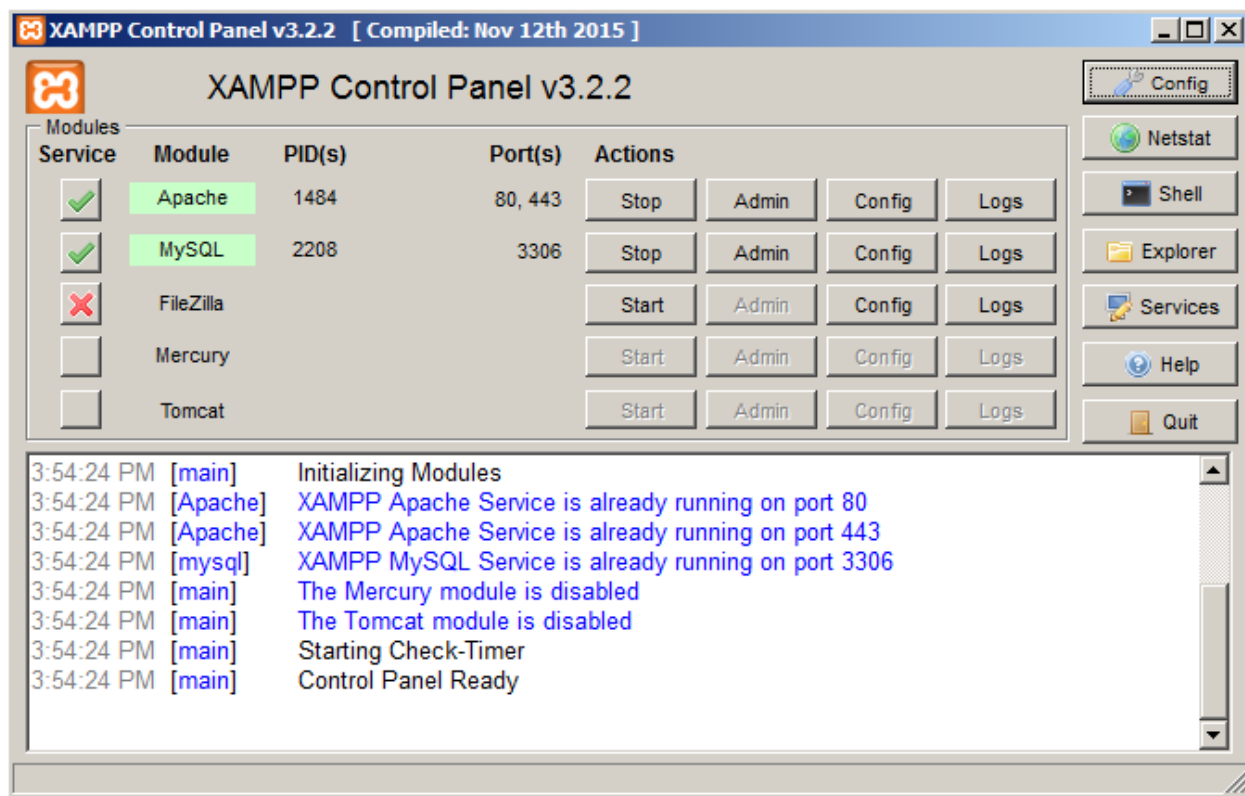 XAMPP Control Panel v3.2.2 [ Compiled: Nov 12th 2015 ]
XAMPP Control Panel v3.2.2
Config
Modules
Netstat
Service Module PID(s) Port(s) Actions
Apache 1484 80, 443 Stop Admin Config Logs
Shell
MySQL 2208 3306 Stop Admin Config Logs
Explorer
FileZilla Start Admin Config Logs
Services
Mercury Start Admin Config Logs
Help
Tomcat Start Admin Config Logs
Quit
3:54:24 PM [main] Initializing Modules
3:54:24 PM [Apache] XAMPP Apache Service is already running on port 80
3:54:24 PM [Apache] XAMPP Apache Service is already running on port 443
3:54:24 PM [mysql] XAMPP MySQL Service is already running on port 3306
3:54:24 PM [main] The Mercury module is disabled
3:54:24 PM [main] The Tomcat module is disabled
3:54:24 PM [main] Starting Check-Timer
3:54:24 PM [main] Control Panel Ready